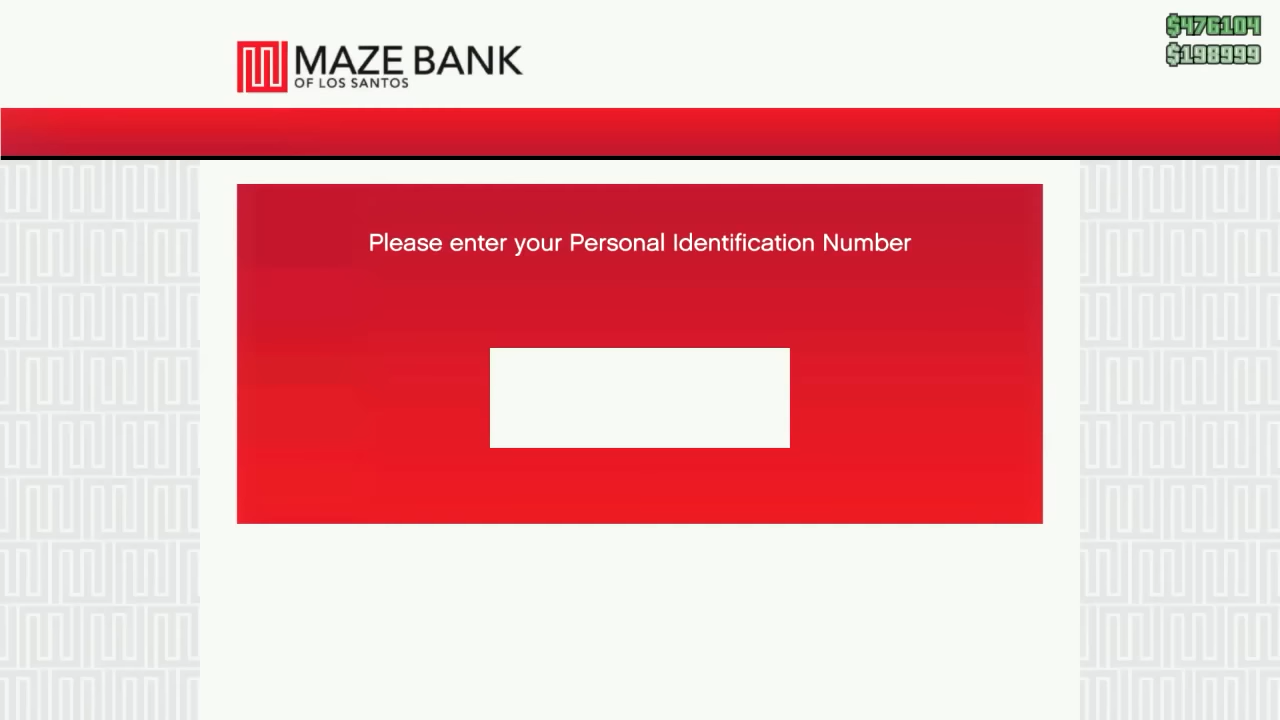 MAZE BANK
OF LOS SANTOS
$476104
$198999
Please enter your Personal Identification Number